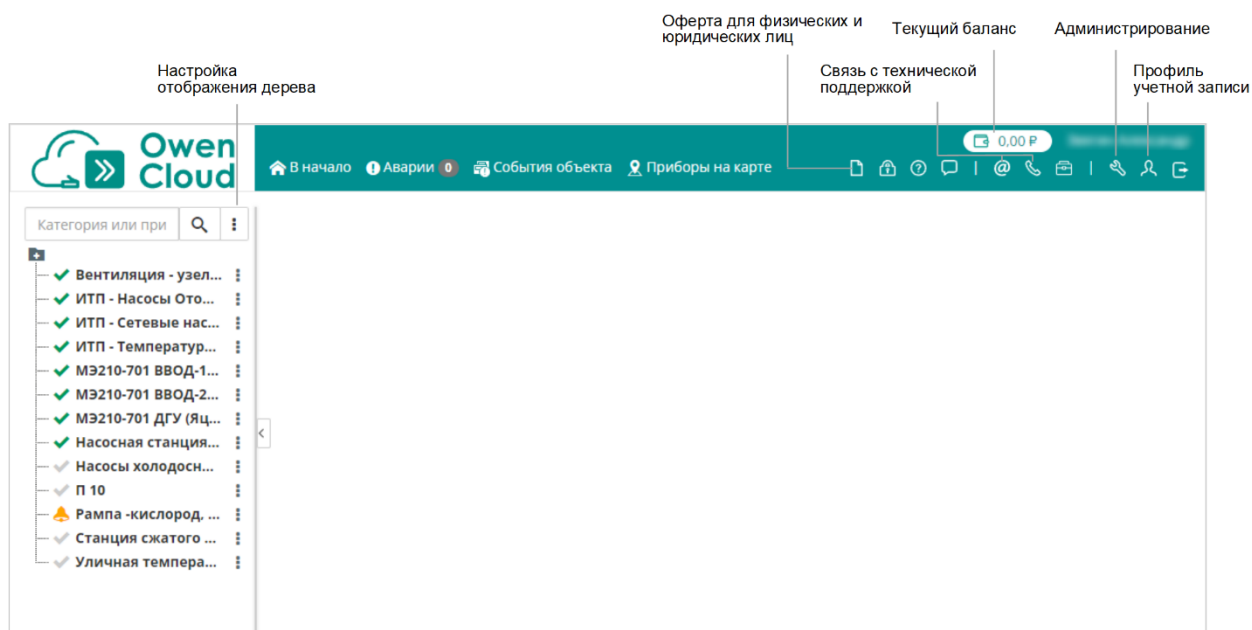 Оферта для физических и
юридических лиц
Текущий баланс
Администрирование
Настройка
отображения дерева
Связь с технической
поддержкой
Профиль
учетной записи
Owen
Cloud
0,00 ₽
В начало Аварии 0 События объекта Приборы на карте
Категория или при
Вентиляция - узел...
ИТП - Насосы Ото...
ИТП - Сетевые нас...
ИТП - Температур...
МЭ210-701 ВВОД-1...
МЭ210-701 ВВОД-2...
МЭ210-701 ДГУ (Яц...
Насосная станция...
Насосы холодосн...
П 10
Рампа -кислород, ...
Станция сжатого ...
Уличная темпера...